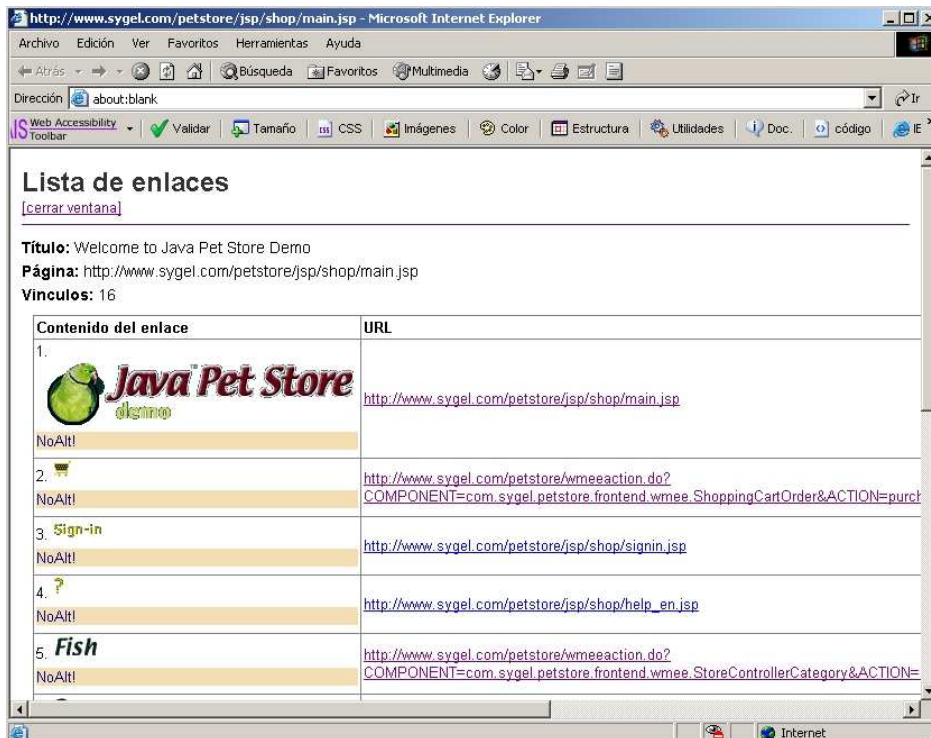 http://www.sygel.com/petstore/jsp/shop/main.jsp - Microsoft Internet Explorer
Archivo Edición Ver Favoritos Herramientas Ayuda
Atrás Búsqueda Favoritos Multimedia
Dirección about:blank Ir
Web Accessibility Toolbar Validar Tamaño CSS Imágenes Color Estructura Utilidades Doc. código IE
Lista de enlaces
[cerrar ventana]
Título: Welcome to Java Pet Store Demo
Página: http://www.sygel.com/petstore/jsp/shop/main.jsp
Vinculos: 16
Contenido del enlace URL
1.
Java Pet Store
demo
http://www.sygel.com/petstore/jsp/shop/main.jsp
NoAlt!
2.
http://www.sygel.com/petstore/wmeeaction.do?
COMPONENT=com.sygel.petstore.frontend.wmee.ShoppingCartOrder&ACTION=purch
NoAlt!
3. Sign-in
http://www.sygel.com/petstore/jsp/shop/signin.jsp
NoAlt!
4. ?
http://www.sygel.com/petstore/jsp/shop/help_en.jsp
NoAlt!
5. Fish
http://www.sygel.com/petstore/wmeeaction.do?
COMPONENT=com.sygel.petstore.frontend.wmee.StoreControllerCategory&ACTION=
NoAlt!
Internet